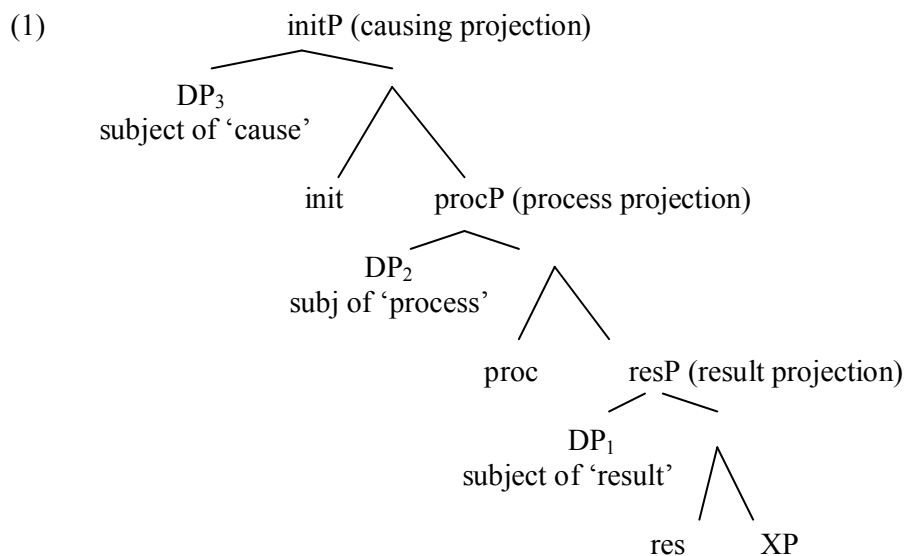 (1) initP (causing projection)
DP₃
subject of ‘cause’
init procP (process projection)
DP₂
subj of ‘process’
proc resP (result projection)
DP₁
subject of ‘result’
res XP